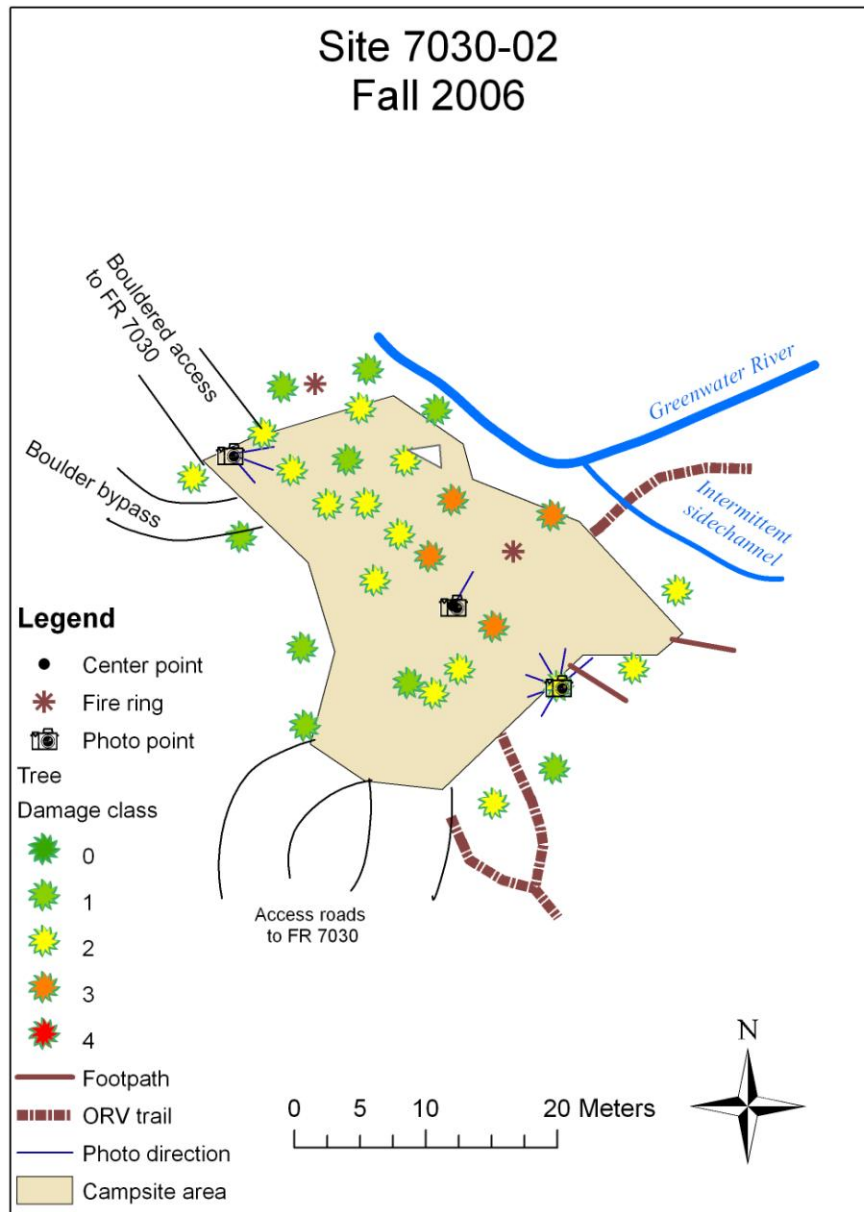 Site 7030-02
Fall 2006
Bouldered access
to FR 7030
Greenwater River
Boulder bypass
Intermittent
sidechannel
Legend
Center point
Fire ring
Photo point
Tree
Damage class
0
1
2
3
4
Footpath
ORV trail
Photo direction
Campsite area
Access roads
to FR 7030
0 5 10 20 Meters
N